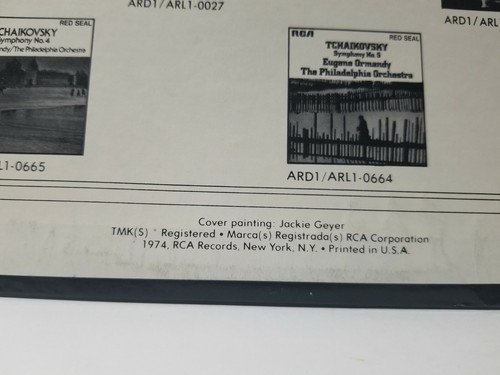 ARD1/ARL1-0027
ARD1/ARL1
RED SEAL
CHAIKOVSKY
Symphony No. 4
andy/The Philadelphia Orchestra
L1-0665
RCA RED SEAL
TCHAIKOVSKY
Symphony No. 5
Eugene Ormandy
The Philadelphia Orchestra
ARD1/ARL1-0664
Cover painting: Jackie Geyer
TMK(S) ® Registered • Marca(s) Registrada(s) RCA Corporation
1974, RCA Records, New York, N.Y. • Printed in U.S.A.